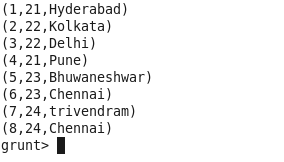 (1,21,Hyderabad)
(2,22,Kolkata)
(3,22,Delhi)
(4,21,Pune)
(5,23,Bhuwaneshwar)
(6,23,Chennai)
(7,24,trivendram)
(8,24,Chennai)
grunt>